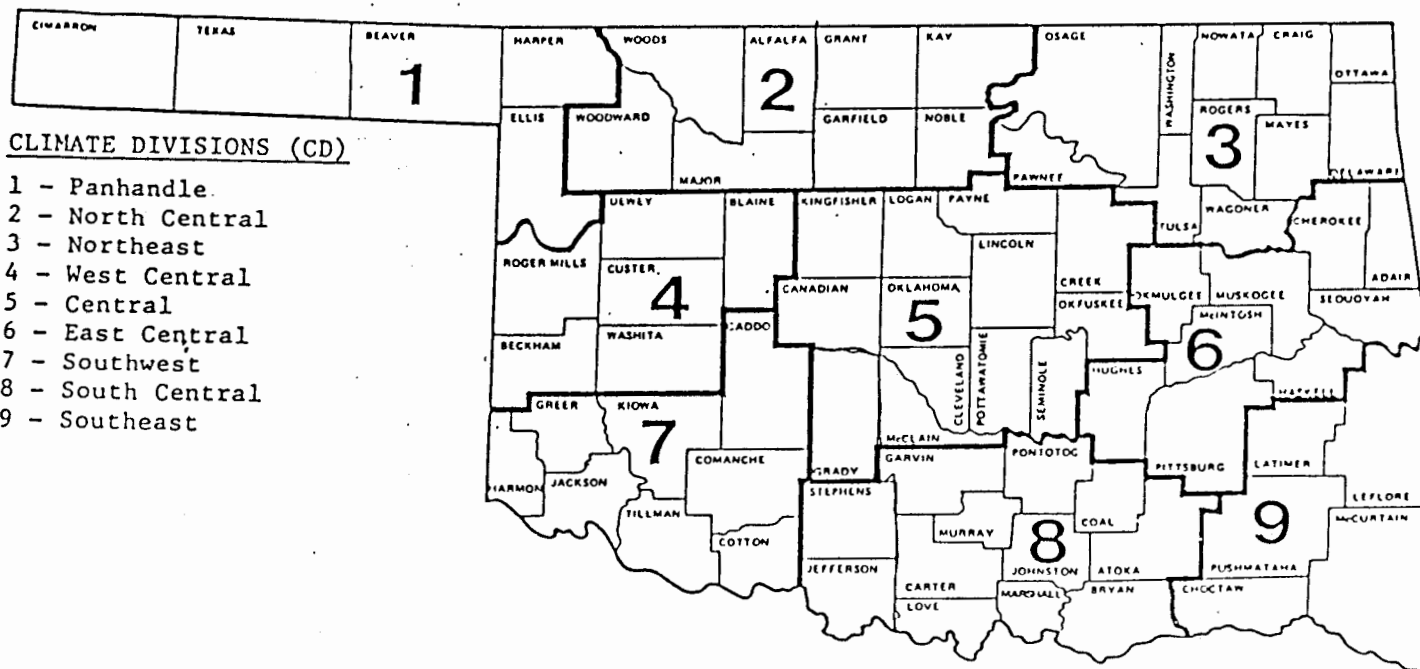 CIMARRON TEXAS BEAVER HARPER WOODS ALFALFA GRANT KAY OSAGE WASHINGTON NOWATA CRAIG OTTAWA
1 2 3
ELLIS WOODWARD MAJOR GARFIELD NOBLE PAWNEE ROGERS MAYES DELAWARE
CLIMATE DIVISIONS (CD)
1 - Panhandle
2 - North Central
3 - Northeast
4 - West Central
5 - Central
6 - East Central
7 - Southwest
8 - South Central
9 - Southeast
DEWEY BLAINE KINGFISHER LOGAN PAYNE TULSA WAGONER CHEROKEE
LINCOLN
ROGER MILLS CUSTER CANADIAN OKLAHOMA CREEK OKMULGEE MUSKOGEE ADAIR
OKFUSKEE SEQUOYAH
4 5 6
BECKHAM WASHITA CADDO McINTOSH
CLEVELAND POTTAWATOMIE SEMINOLE HUGHES HASKELL
GREER KIOWA McCLAIN
7
HARMON JACKSON COMANCHE GRADY GARVIN PONTOTOC PITTSBURG LATIMER
STEPHENS LEFLORE
TILLMAN COTTON MURRAY COAL McCURTAIN
8 9
JEFFERSON CARTER JOHNSTON ATOKA PUSHMATAHA
LOVE MARSHALL BRYAN CHOCTAW